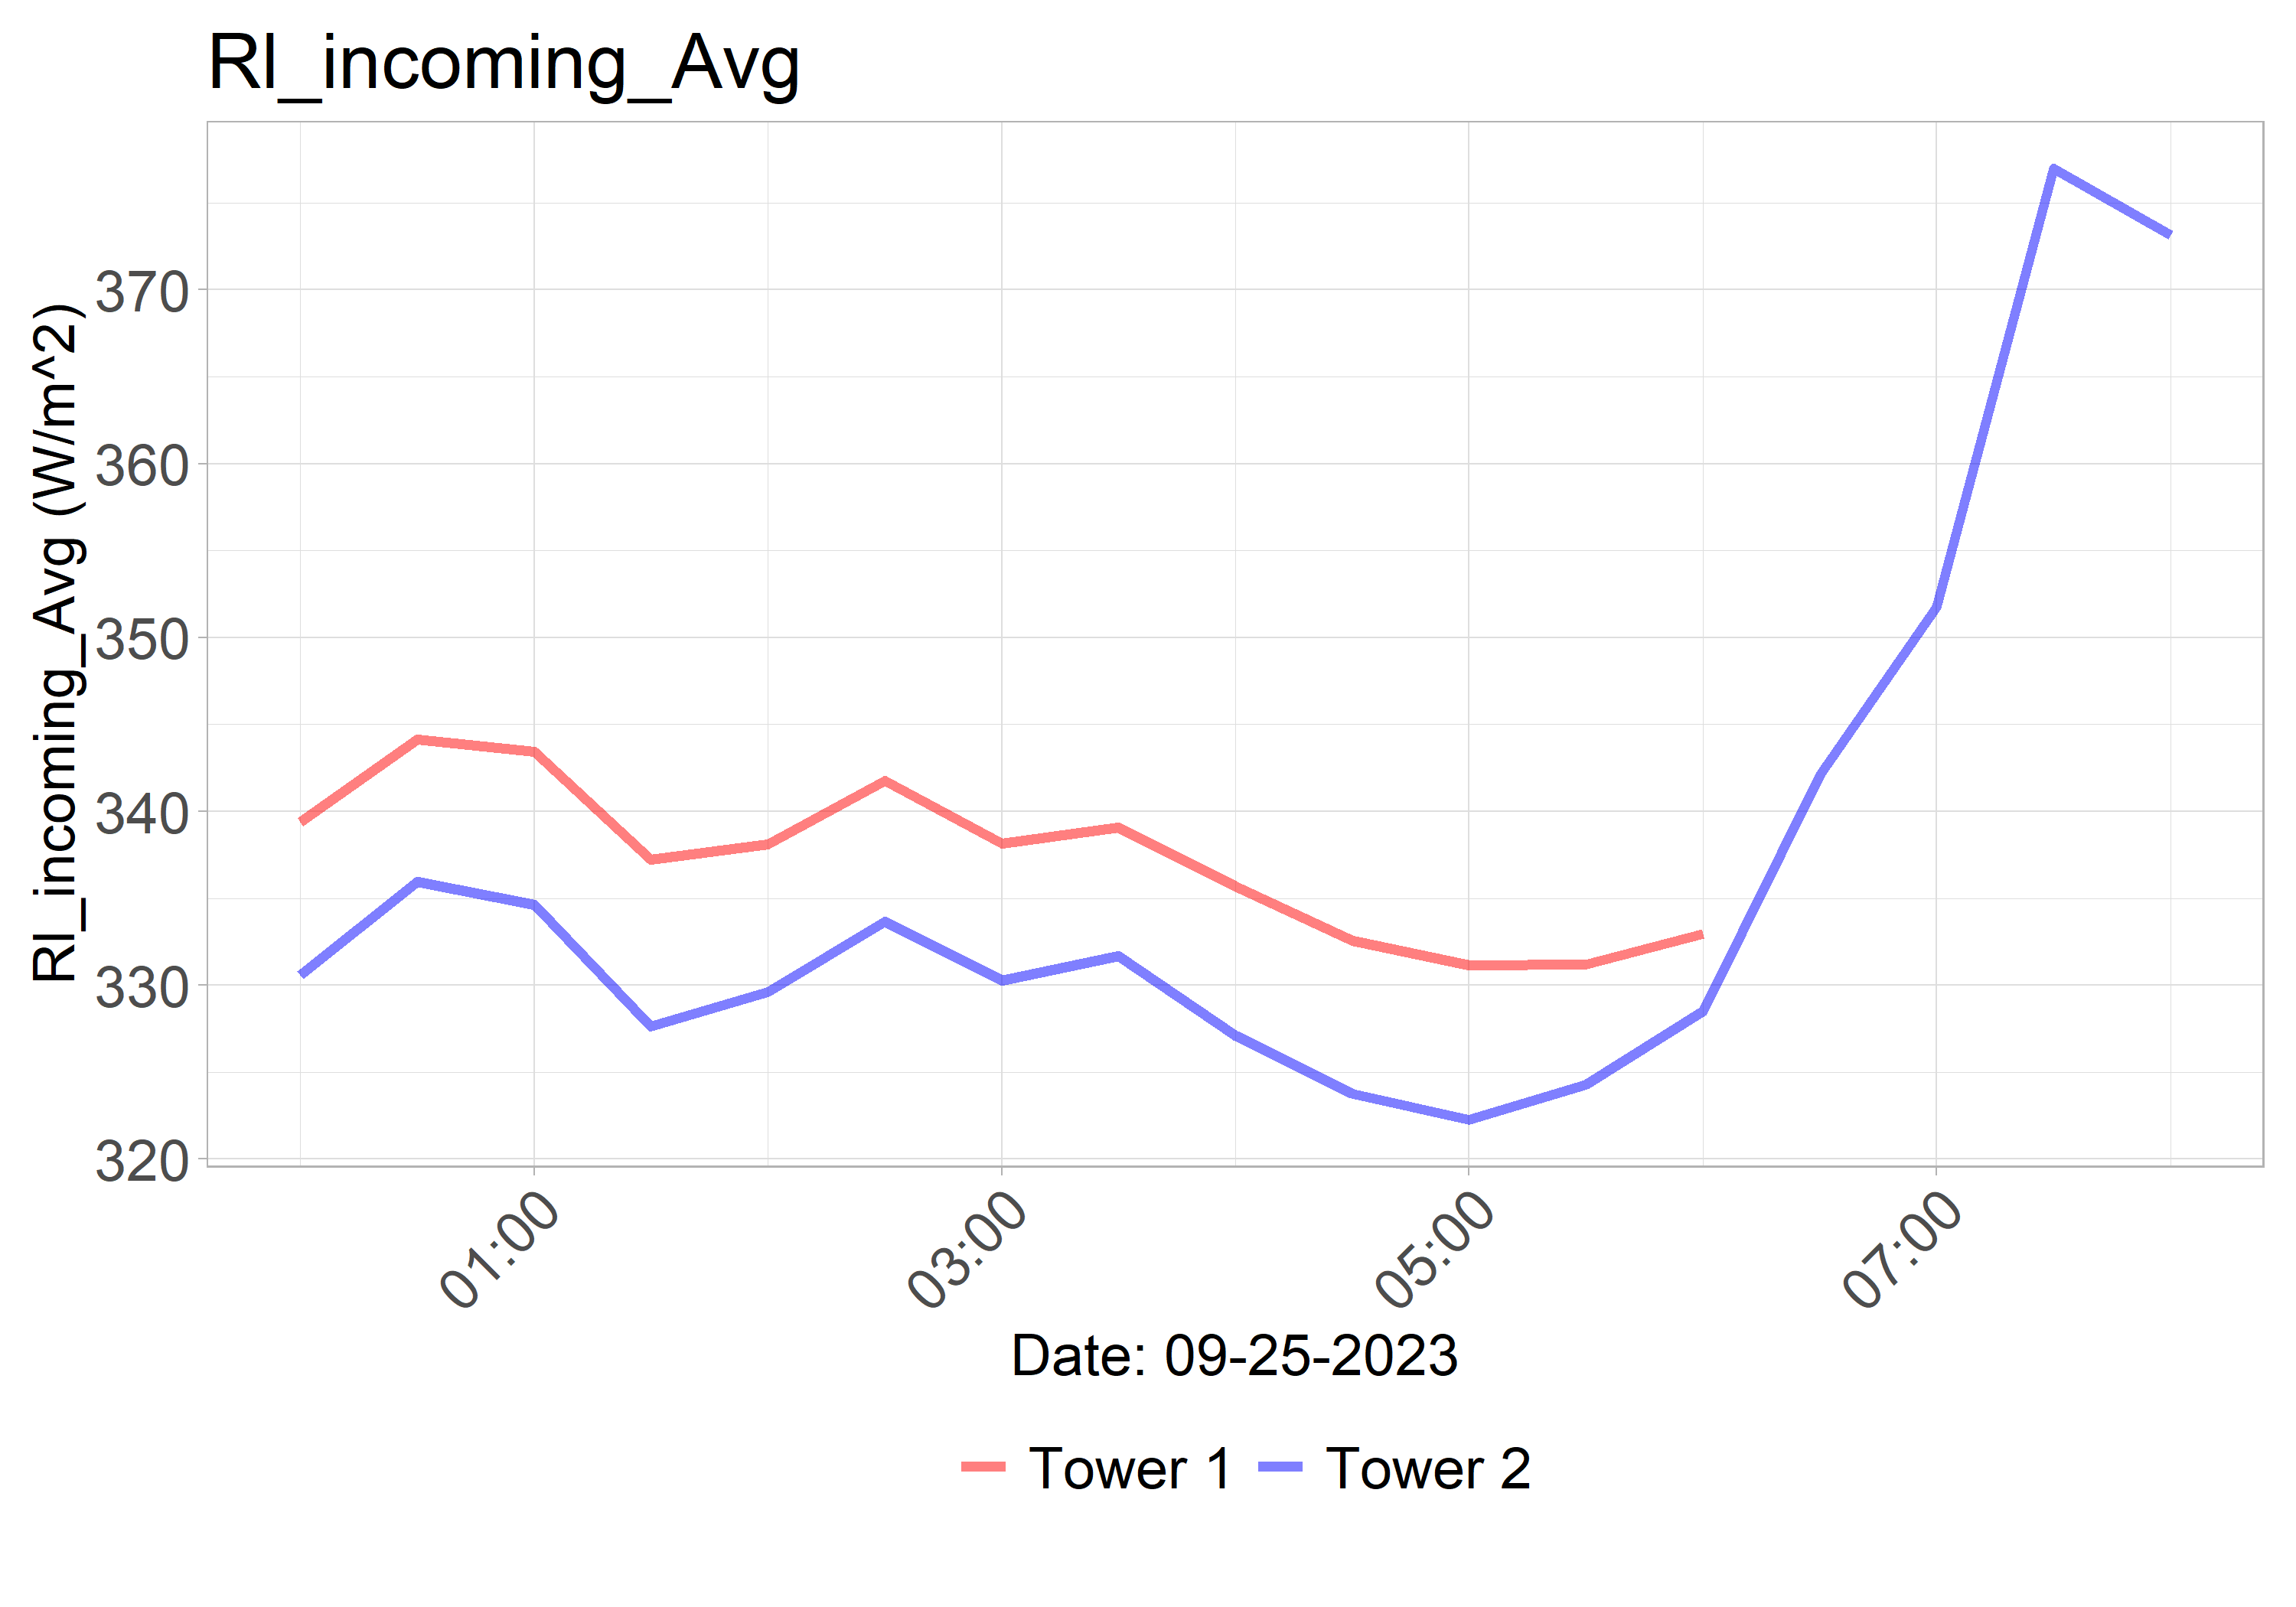 Rl_incoming_Avg
Rl_incoming_Avg (W/m^2)
370
360
350
340
330
320
01:00
03:00
05:00
07:00
Date: 09-25-2023
Tower 1
Tower 2